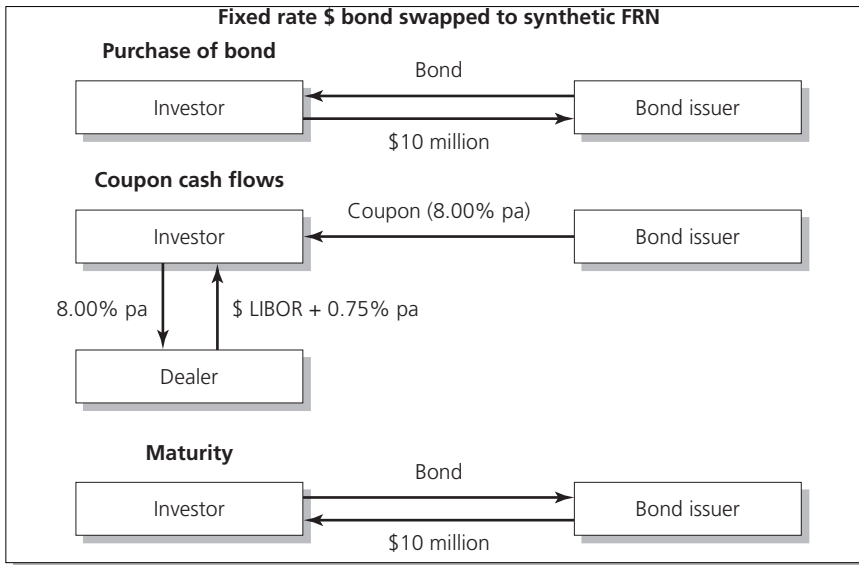 Fixed rate $ bond swapped to synthetic FRN
Purchase of bond
Bond
Investor
Bond issuer
$10 million
Coupon cash flows
Coupon (8.00% pa)
Investor
Bond issuer
8.00% pa
$ LIBOR + 0.75% pa
Dealer
Maturity
Bond
Investor
Bond issuer
$10 million